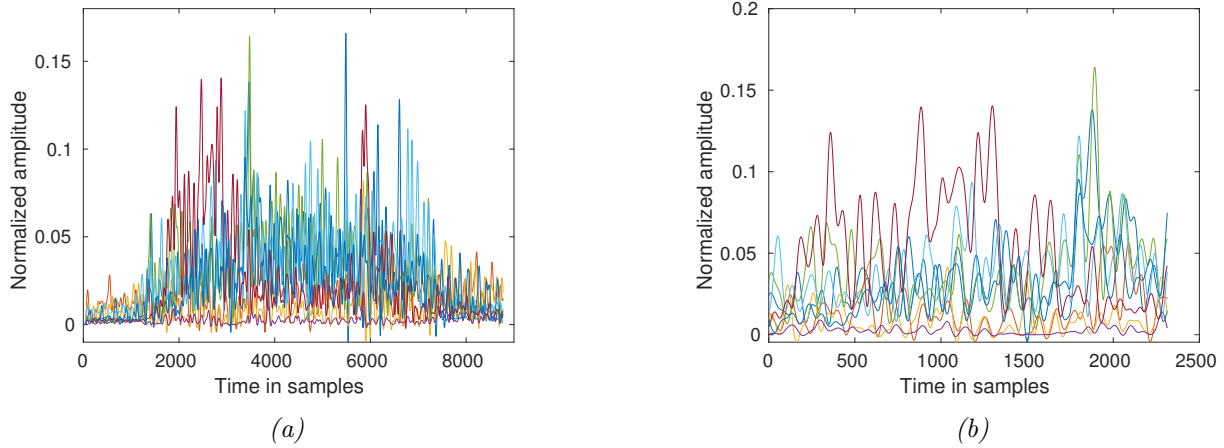 Normalized amplitude
0.15
0.1
0.05
0
0 2000 4000 6000 8000
Time in samples
(a)
Normalized amplitude
0.2
0.15
0.1
0.05
0
0 500 1000 1500 2000 2500
Time in samples
(b)